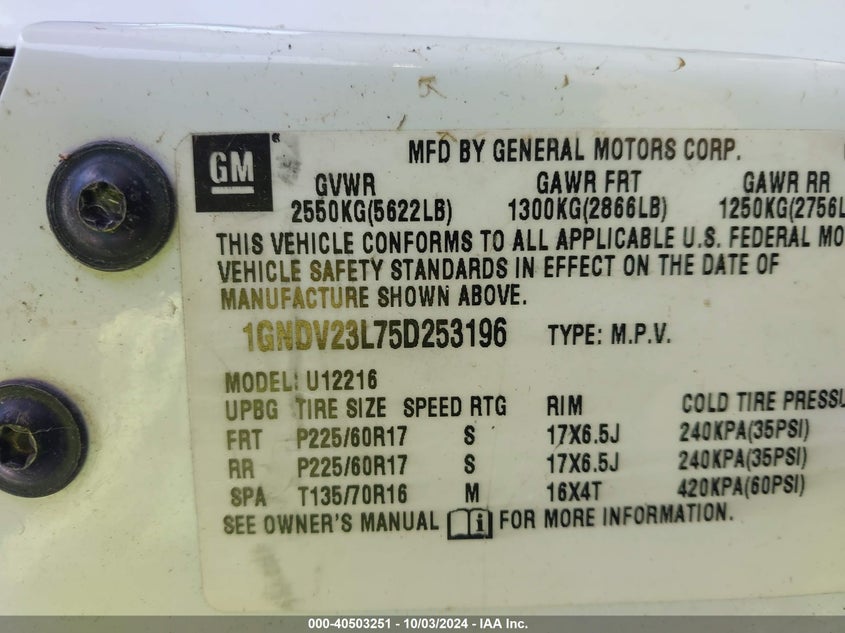 GM
MFD BY GENERAL MOTORS CORP.
GVWR GAWR FRT GAWR RR
2550KG(5622LB) 1300KG(2866LB) 1250KG(2756L
THIS VEHICLE CONFORMS TO ALL APPLICABLE U.S. FEDERAL MO
VEHICLE SAFETY STANDARDS IN EFFECT ON THE DATE OF
MANUFACTURE SHOWN ABOVE.
1GNDV23L75D253196 TYPE: M.P.V.
MODEL: U12216
UPBG TIRE SIZE SPEED RTG RIM COLD TIRE PRESSU
FRT P225/60R17 S 17X6.5J 240KPA(35PSI)
RR P225/60R17 S 17X6.5J 240KPA(35PSI)
SPA T135/70R16 M 16X4T 420KPA(60PSI)
SEE OWNER'S MANUAL FOR MORE INFORMATION.
000-40503251 - 10/03/2024 - IAA Inc.